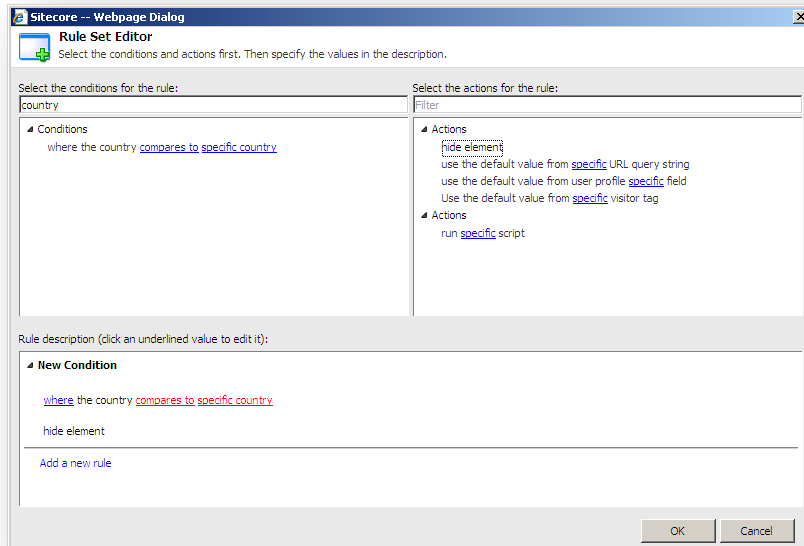 Sitecore -- Webpage Dialog
Rule Set Editor
Select the conditions and actions first. Then specify the values in the description.
Select the conditions for the rule:
country
Conditions
where the country compares to specific country
Select the actions for the rule:
Filter
Actions
hide element
use the default value from specific URL query string
use the default value from user profile specific field
Use the default value from specific visitor tag
Actions
run specific script
Rule description (click an underlined value to edit it):
New Condition
where the country compares to specific country
hide element
Add a new rule
OK
Cancel